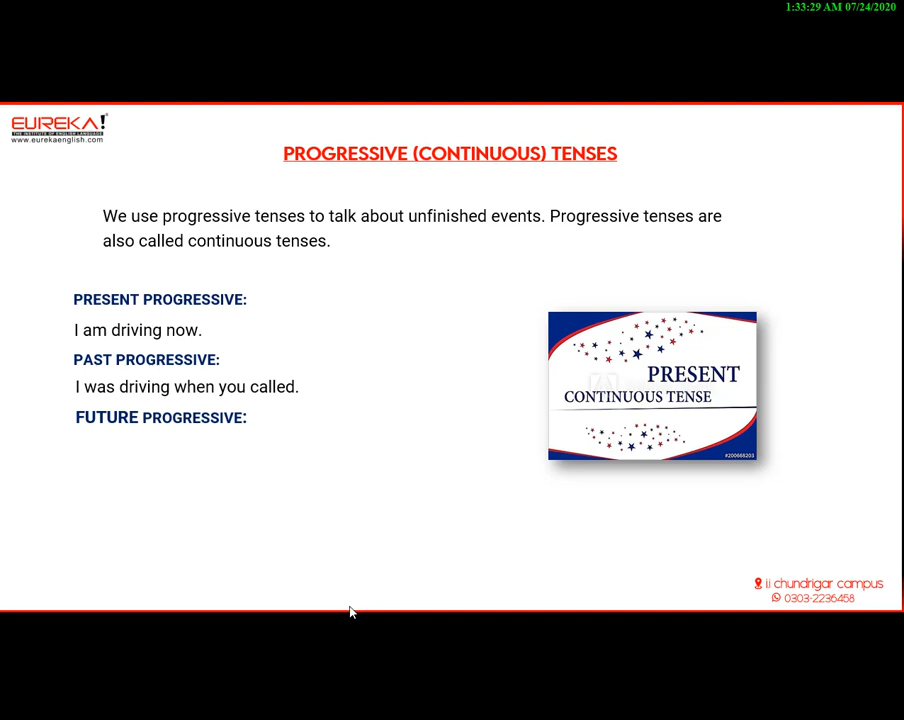 1:33:29 AM 07/24/2020
EUREKA!
THE INSTITUTE OF ENGLISH LANGUAGE
www.eurekaenglish.com
PROGRESSIVE (CONTINUOUS) TENSES
We use progressive tenses to talk about unfinished events. Progressive tenses are
also called continuous tenses.
PRESENT PROGRESSIVE:
I am driving now.
PAST PROGRESSIVE:
I was driving when you called.
FUTURE PROGRESSIVE:
PRESENT
CONTINUOUS TENSE
#200688203
ii chundrigar campus
0303-2236458